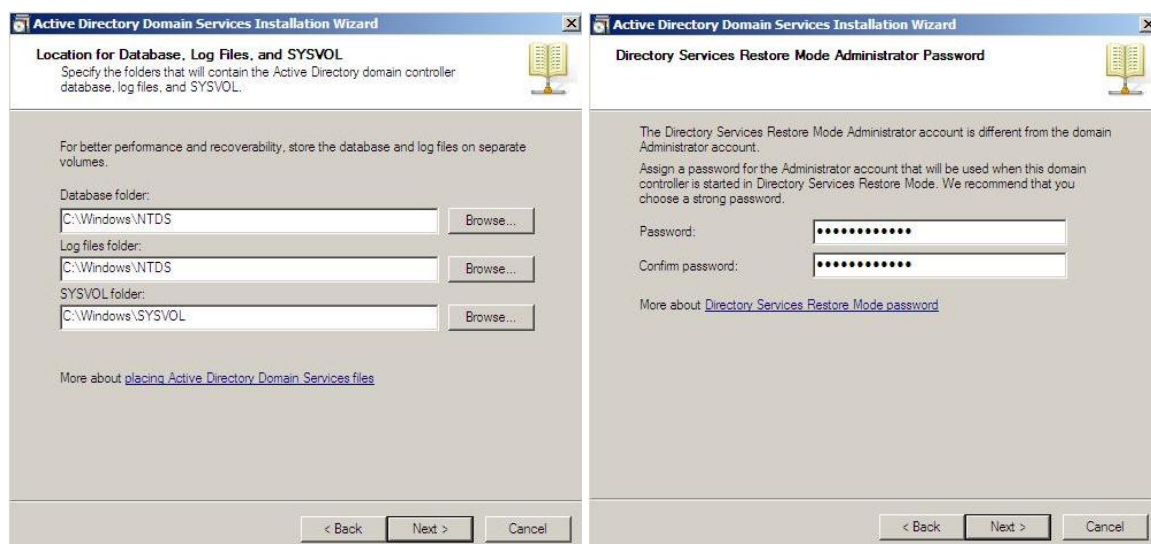 Active Directory Domain Services Installation Wizard
Location for Database, Log Files, and SYSVOL
Specify the folders that will contain the Active Directory domain controller
database, log files, and SYSVOL.
For better performance and recoverability, store the database and log files on separate
volumes.
Database folder:
C:\Windows\NTDS
Browse...
Log files folder:
C:\Windows\NTDS
Browse...
SYSVOL folder:
C:\Windows\SYSVOL
Browse...
More about placing Active Directory Domain Services files
< Back
Next >
Cancel
Active Directory Domain Services Installation Wizard
Directory Services Restore Mode Administrator Password
The Directory Services Restore Mode Administrator account is different from the domain
Administrator account.
Assign a password for the Administrator account that will be used when this domain
controller is started in Directory Services Restore Mode. We recommend that you
choose a strong password.
Password:
••••••••••••
Confirm password:
••••••••••••
More about Directory Services Restore Mode password
< Back
Next >
Cancel